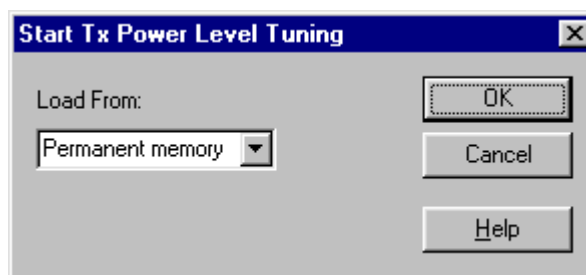 Start Tx Power Level Tuning
Load From:
Permanent memory
OK
Cancel
Help